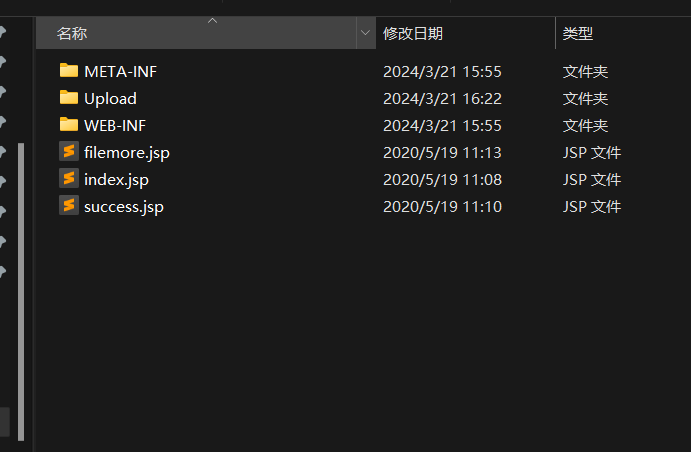 名称 修改日期 类型
META-INF 2024/3/21 15:55 文件夹
Upload 2024/3/21 16:22 文件夹
WEB-INF 2024/3/21 15:55 文件夹
filemore.jsp 2020/5/19 11:13 JSP 文件
index.jsp 2020/5/19 11:08 JSP 文件
success.jsp 2020/5/19 11:10 JSP 文件